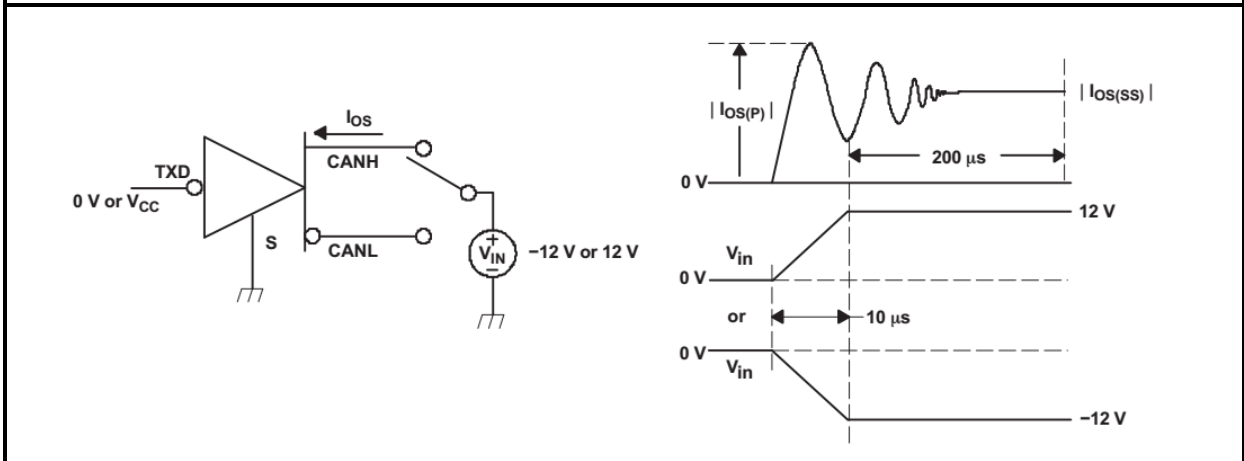 I_OS
CANH
TXD
0 V or V_CC
S
CANL
+
V_IN
−
−12 V or 12 V
| I_OS(P) |
| I_OS(SS) |
200 μs
0 V
12 V
V_in
0 V
or
10 μs
0 V
V_in
−12 V